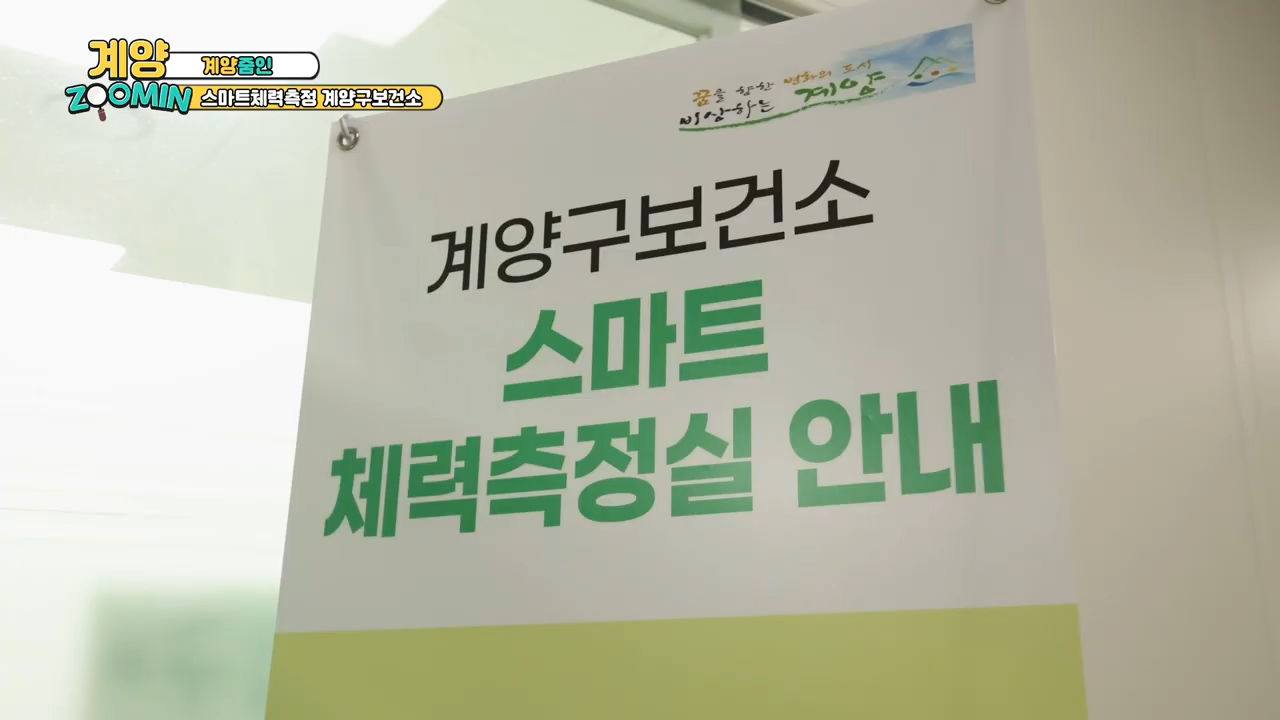 계양 계양줌인
ZOOMIN 스마트체력측정 계양구보건소
꿈을 향한 변화의 도시
비상하는 계양
계양구보건소
스마트
체력측정실 안내